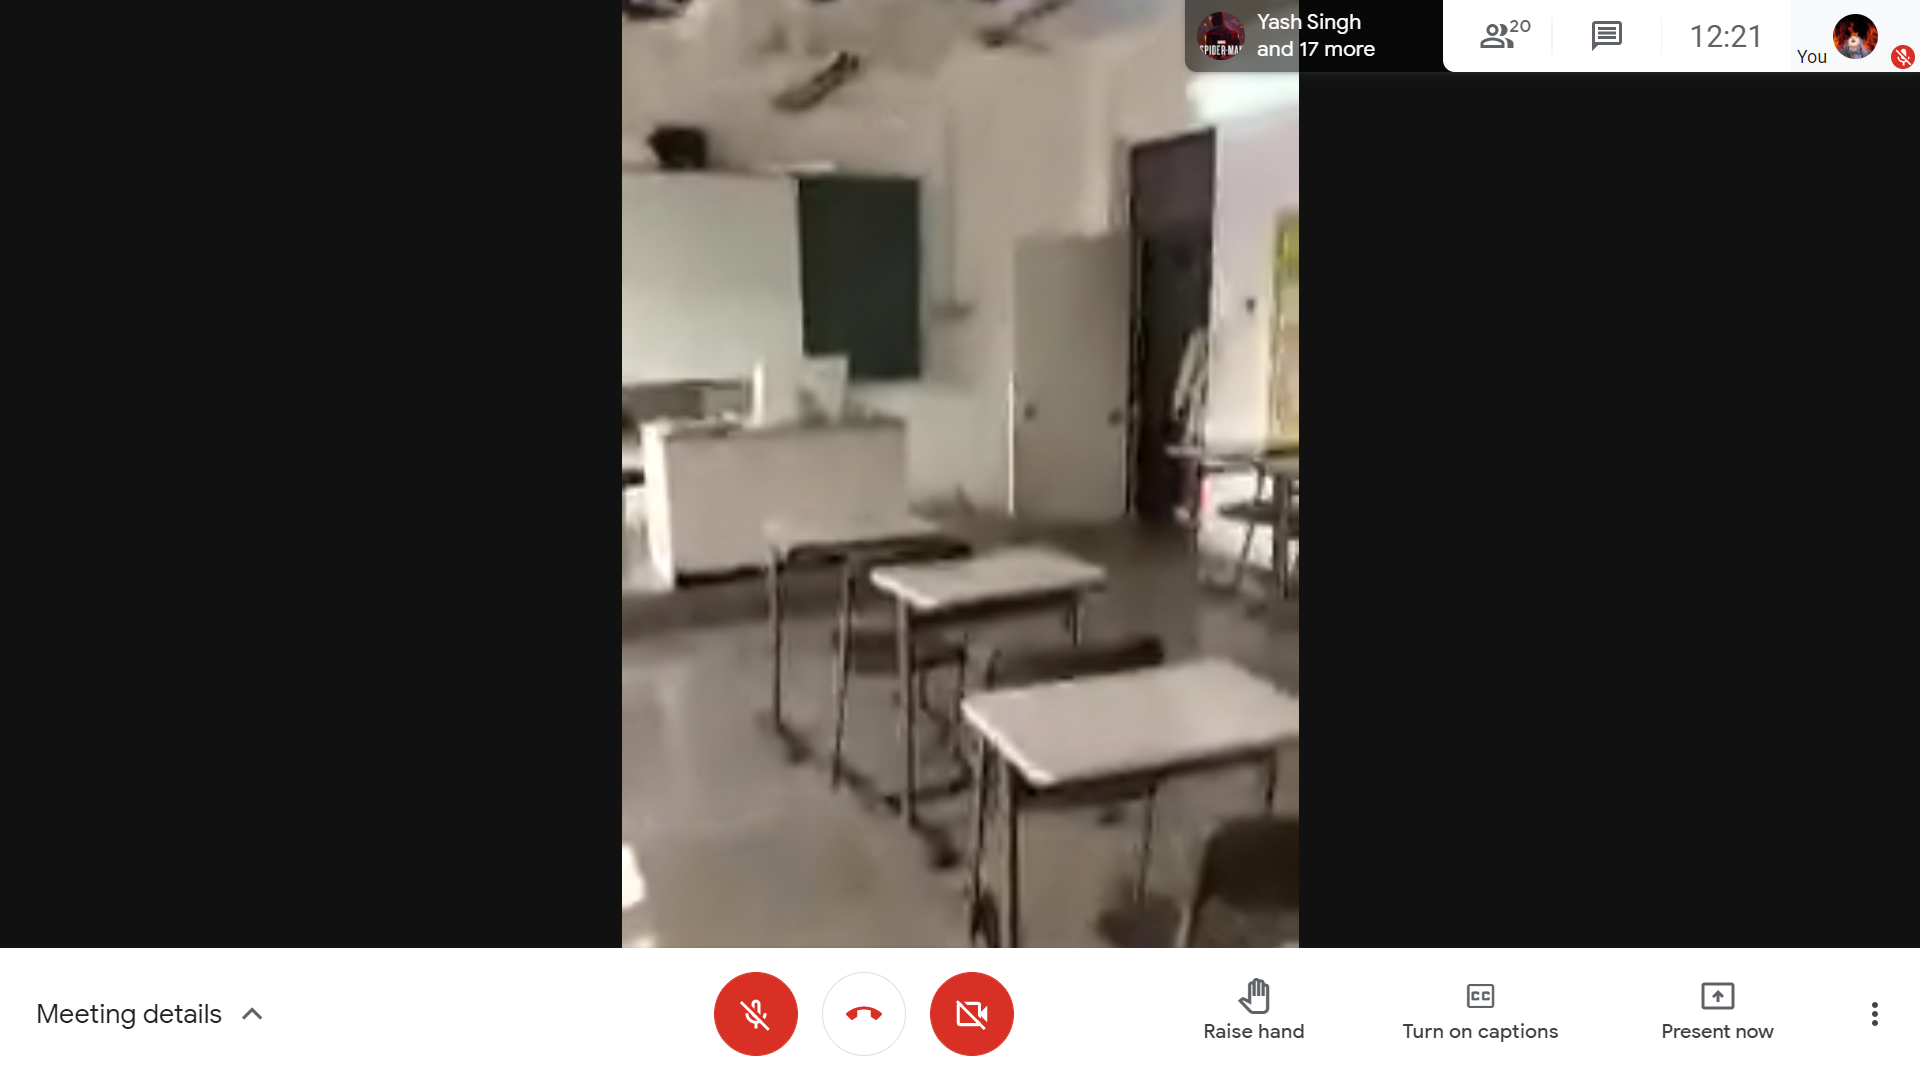 Yash Singh
and 17 more
SPIDER-MAN
20
12:21
You
Meeting details
Raise hand
CC
Turn on captions
Present now